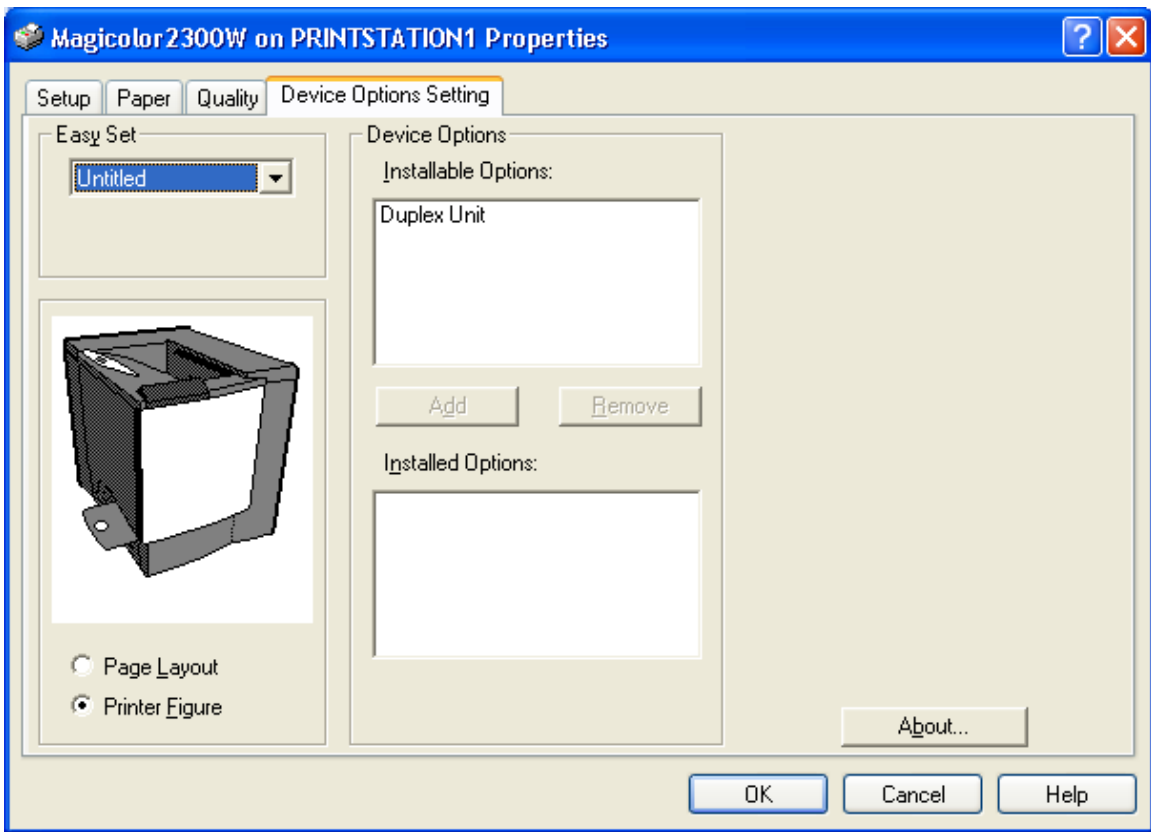 Magicolor2300W on PRINTSTATION1 Properties
Setup Paper Quality Device Options Setting
Easy Set
Untitled
Page Layout
Printer Figure
Device Options
Installable Options:
Duplex Unit
Add Remove
Installed Options:
About...
OK Cancel Help